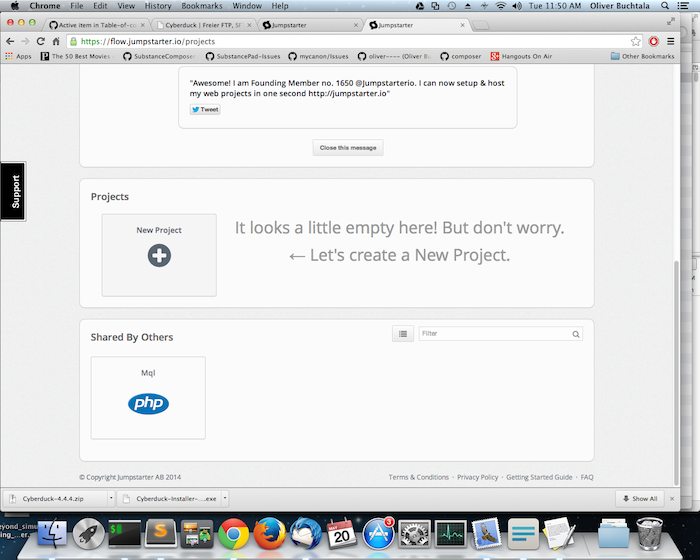 Chrome File Edit View History Bookmarks Window Help Tue 11:50 AM Oliver Buchtala
Active item in Table-of-co Cyberduck | Freier FTP, SF Jumpstarter Jumpstarter
https://flow.jumpstarter.io/projects
Apps The 50 Best Movies SubstanceCompose SubstancePad-Issues mycanon/Issues oliver---- (Oliver Bu composer Hangouts On Air Other Bookmarks
"Awesome! I am Founding Member no. 1650 @Jumpstarterio. I can now setup & host
my web projects in one second http://jumpstarter.io"
Tweet
Close this message
Support
Projects
New Project
It looks a little empty here! But don't worry.
← Let's create a New Project.
Shared By Others
Filter
Mql
php
© Copyright Jumpstarter AB 2014
Terms & Conditions · Privacy Policy · Getting Started Guide · FAQ
Cyberduck-4.4.4.zip Cyberduck-Installer-....exe Show All
eyond_simu
ing_...
MAY
20
3